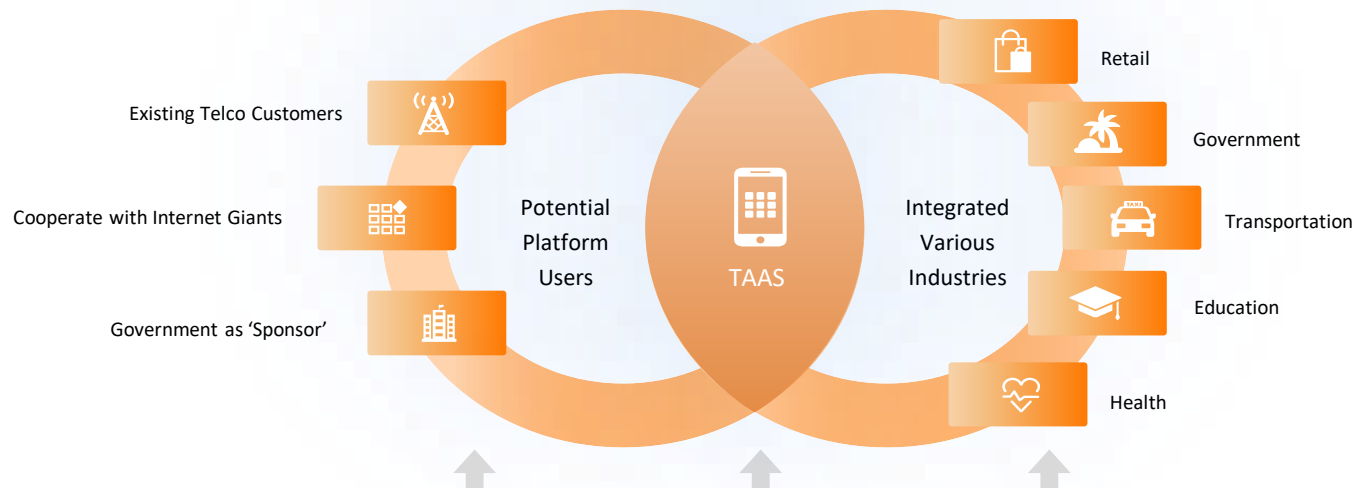 Existing Telco Customers
Cooperate with Internet Giants
Government as ‘Sponsor’
Potential
Platform
Users
TAAS
Integrated
Various
Industries
Retail
Government
TAXI
Transportation
Education
Health